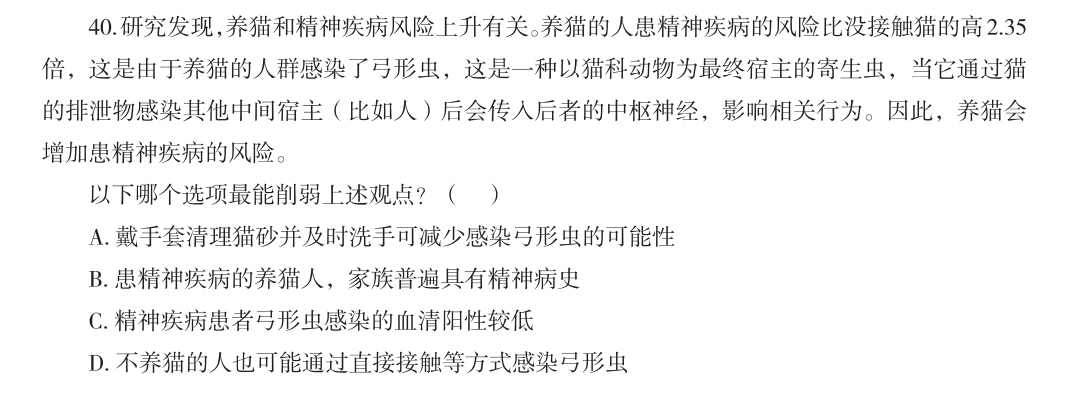 40.研究发现,养猫和精神疾病风险上升有关。养猫的人患精神疾病的风险比没接触猫的高2.35
倍，这是由于养猫的人群感染了弓形虫，这是一种以猫科动物为最终宿主的寄生虫，当它通过猫
的排泄物感染其他中间宿主（比如人）后会传入后者的中枢神经，影响相关行为。因此，养猫会
增加患精神疾病的风险。
以下哪个选项最能削弱上述观点？（　）
A. 戴手套清理猫砂并及时洗手可减少感染弓形虫的可能性
B. 患精神疾病的养猫人，家族普遍具有精神病史
C. 精神疾病患者弓形虫感染的血清阳性较低
D. 不养猫的人也可能通过直接接触等方式感染弓形虫